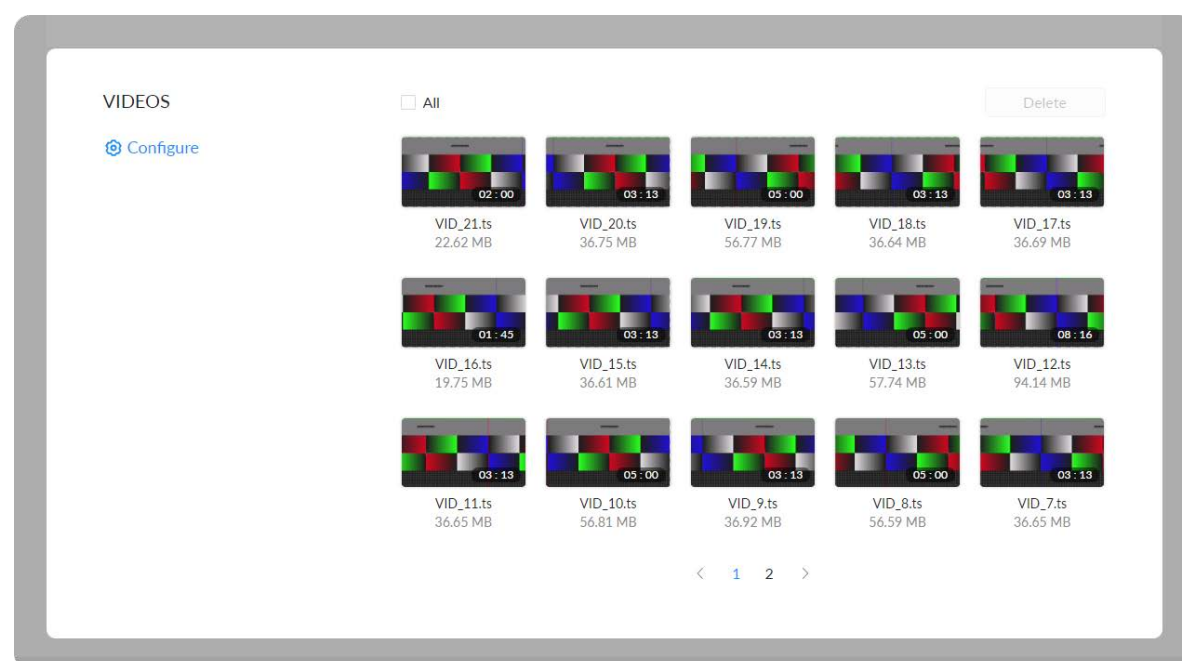 VIDEOS
All
Delete
Configure
02:00
03:13
05:00
03:13
03:13
VID_21.ts
VID_20.ts
VID_19.ts
VID_18.ts
VID_17.ts
22.62 MB
36.75 MB
56.77 MB
36.64 MB
36.69 MB
01:45
03:13
03:13
05:00
08:16
VID_16.ts
VID_15.ts
VID_14.ts
VID_13.ts
VID_12.ts
19.75 MB
36.61 MB
36.59 MB
57.74 MB
94.14 MB
03:13
05:00
03:13
05:00
03:13
VID_11.ts
VID_10.ts
VID_9.ts
VID_8.ts
VID_7.ts
36.65 MB
56.81 MB
36.92 MB
56.59 MB
36.65 MB
< 1 2 >